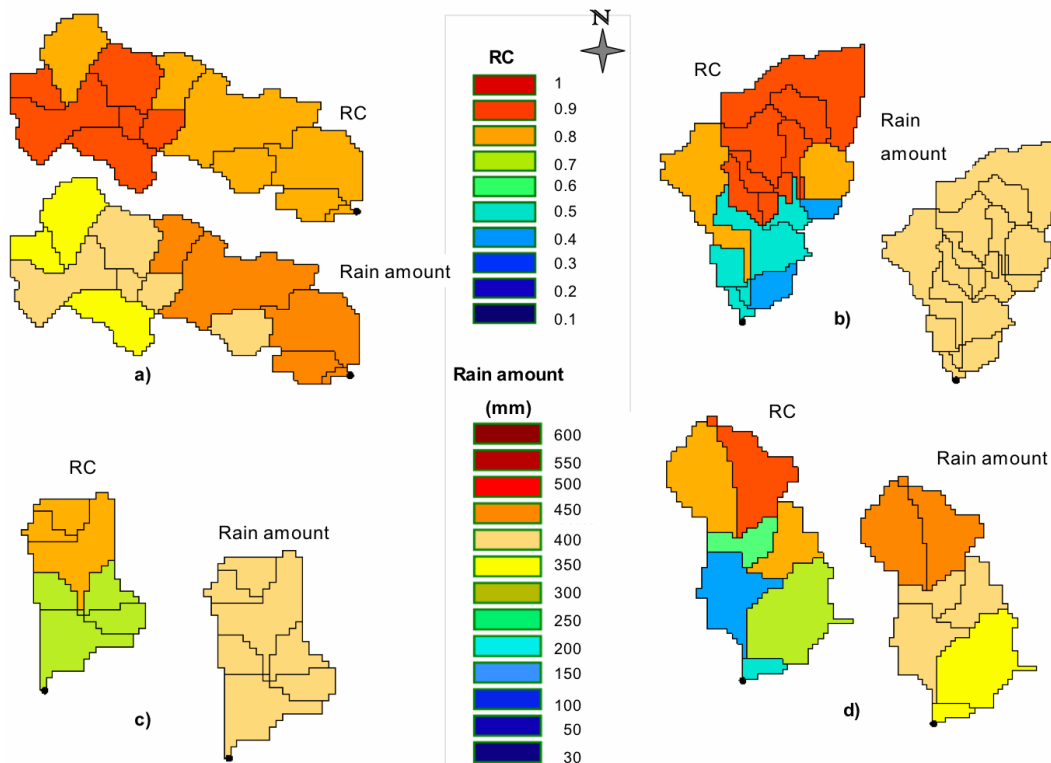 N
RC
1
0.9
0.8
0.7
0.6
0.5
0.4
0.3
0.2
0.1
RC
Rain amount
a)
RC
Rain
amount
b)
Rain amount
(mm)
600
550
500
450
400
350
300
250
200
150
100
50
30
RC
Rain amount
c)
RC
Rain amount
d)